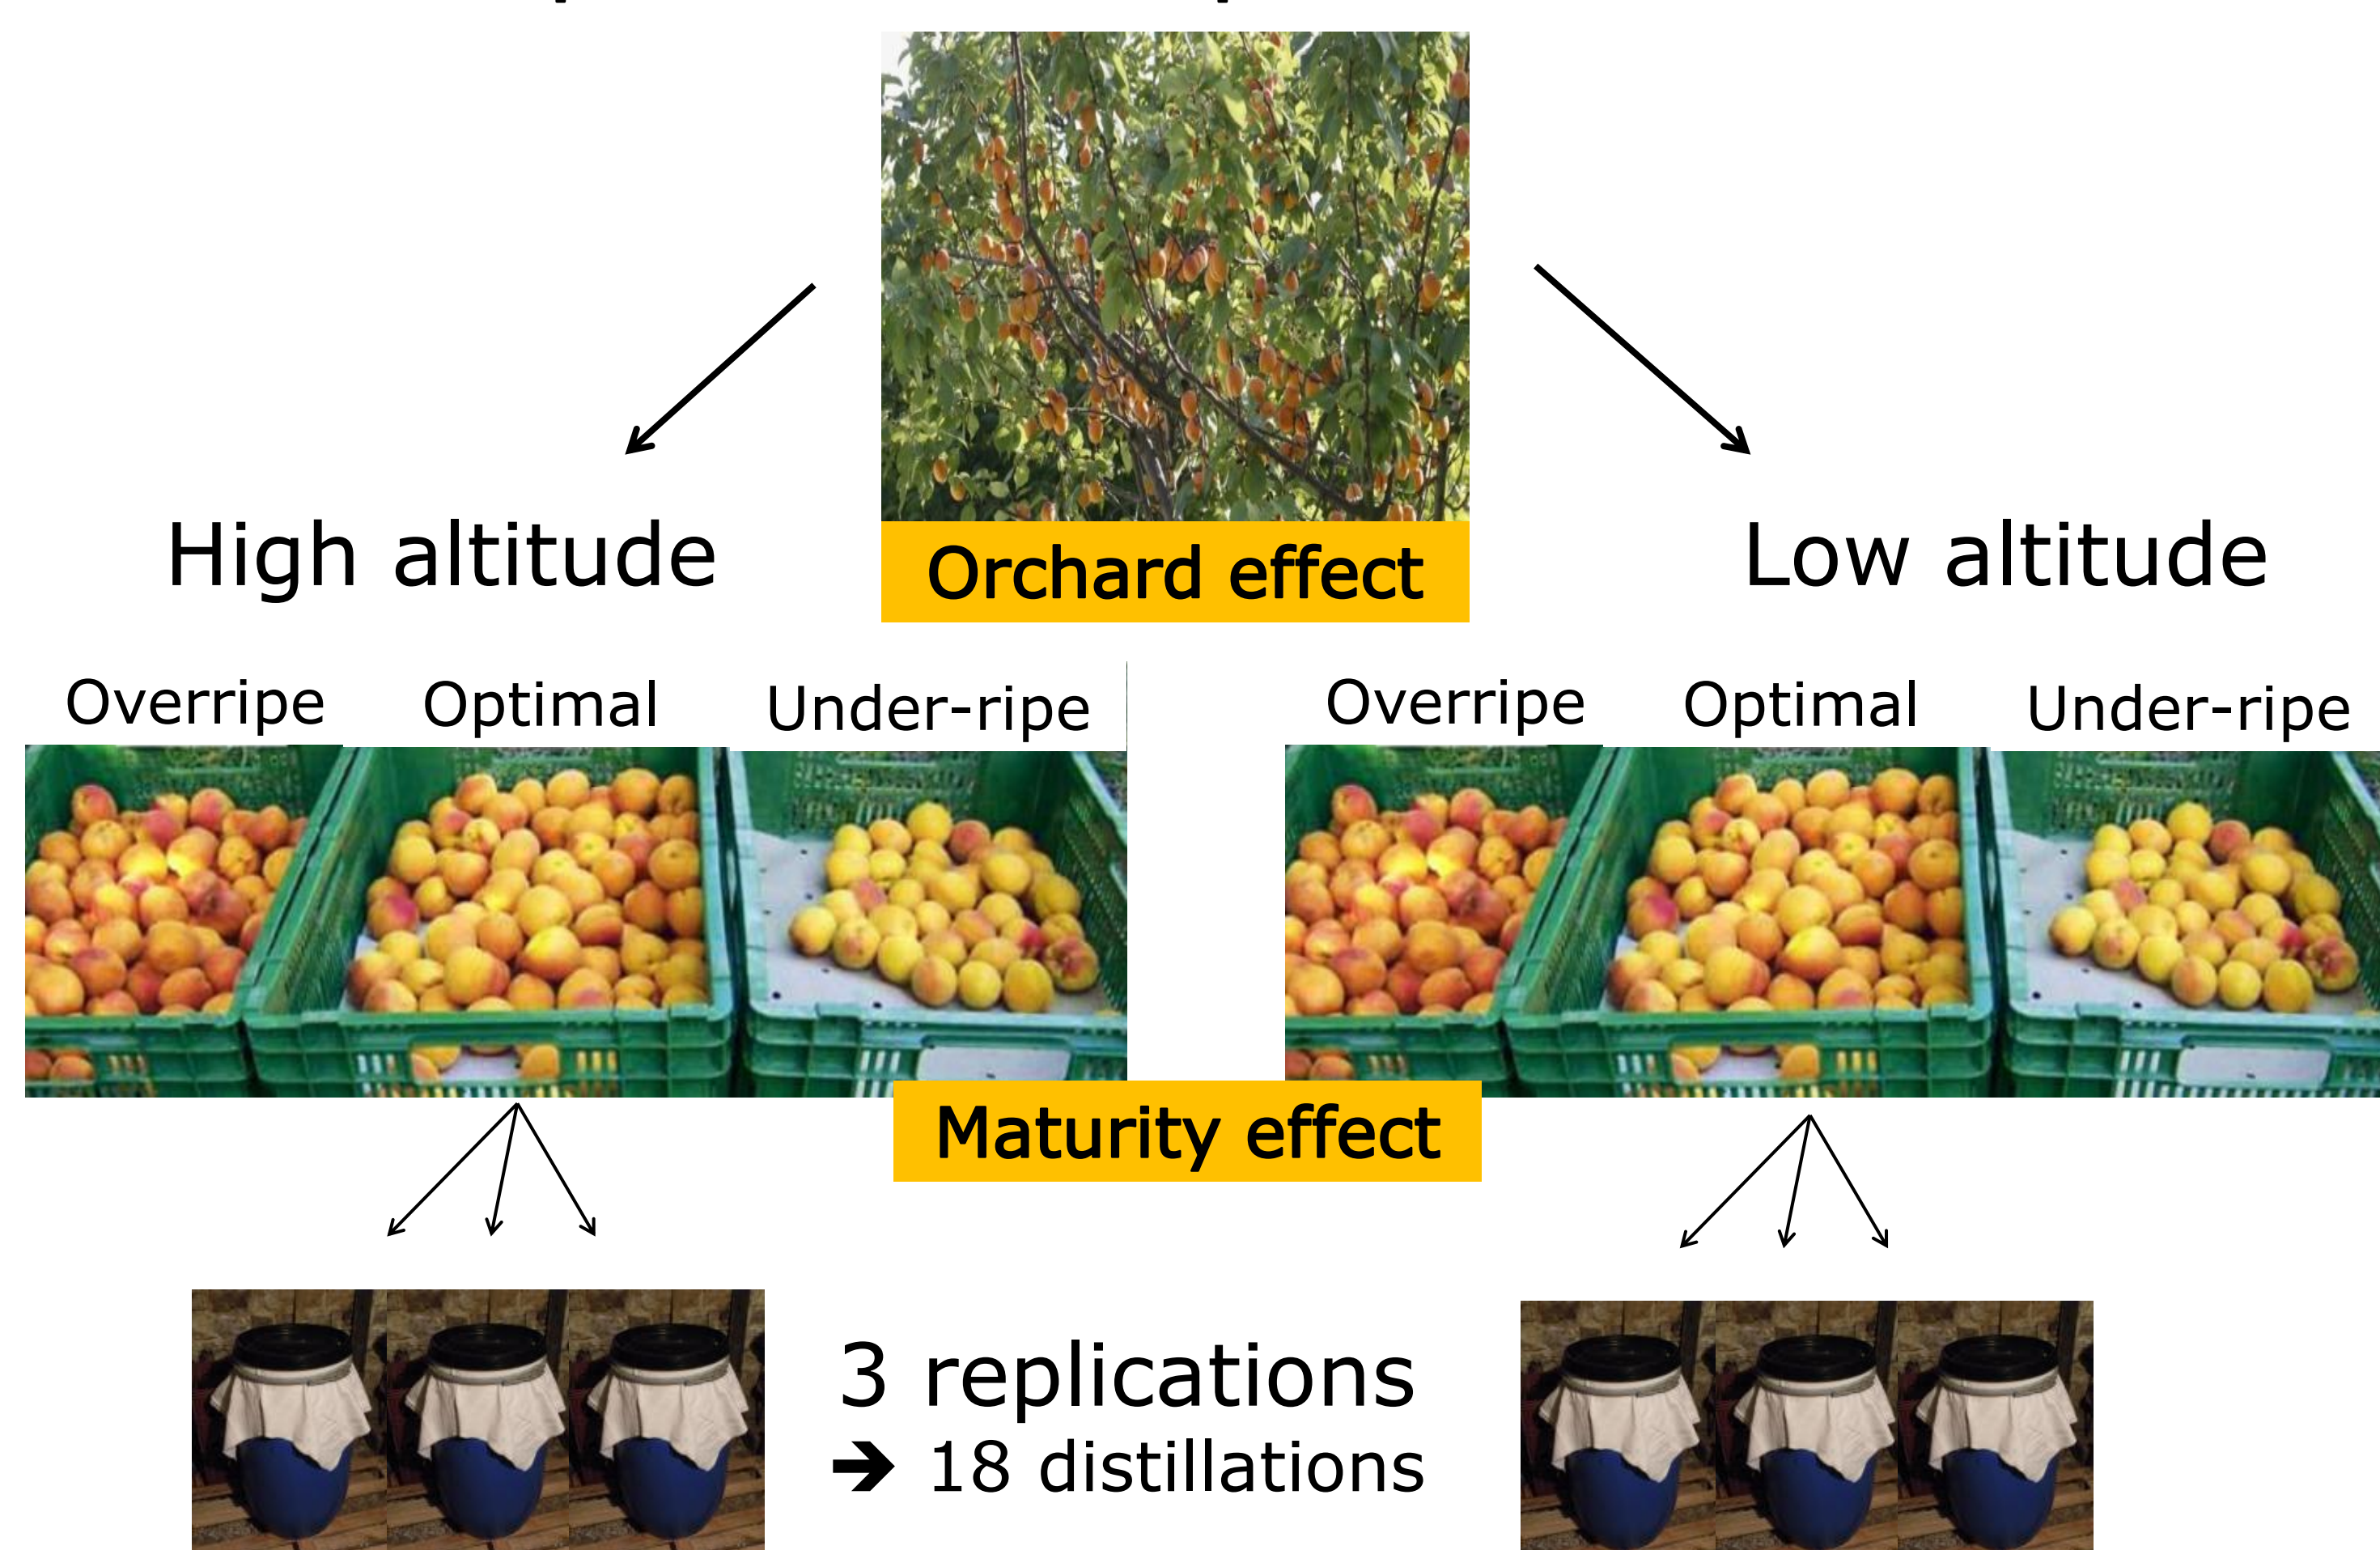 High altitude
Orchard effect
Low altitude
Overripe
Optimal
Under-ripe
Overripe
Optimal
Under-ripe
Maturity effect
3 replications
➔ 18 distillations